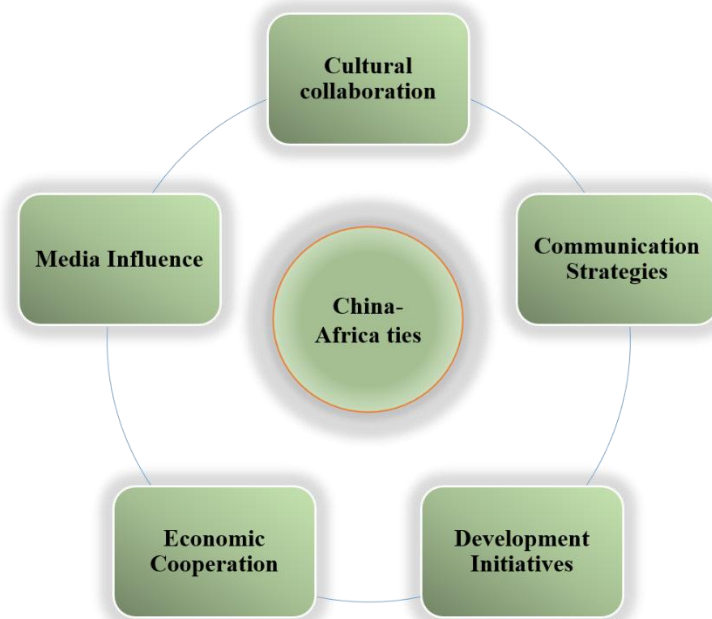 Cultural
collaboration
Communication
Strategies
Development
Initiatives
Economic
Cooperation
Media Influence
China-
Africa ties